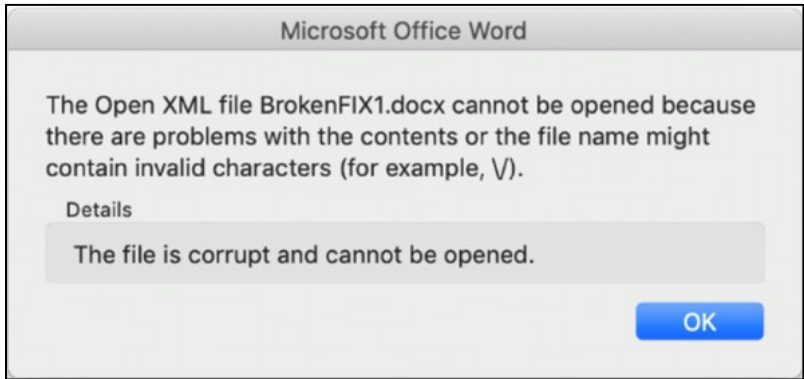 Microsoft Office Word
The Open XML file BrokenFIX1.docx cannot be opened because
there are problems with the contents or the file name might
contain invalid characters (for example, \/).
Details
The file is corrupt and cannot be opened.
OK